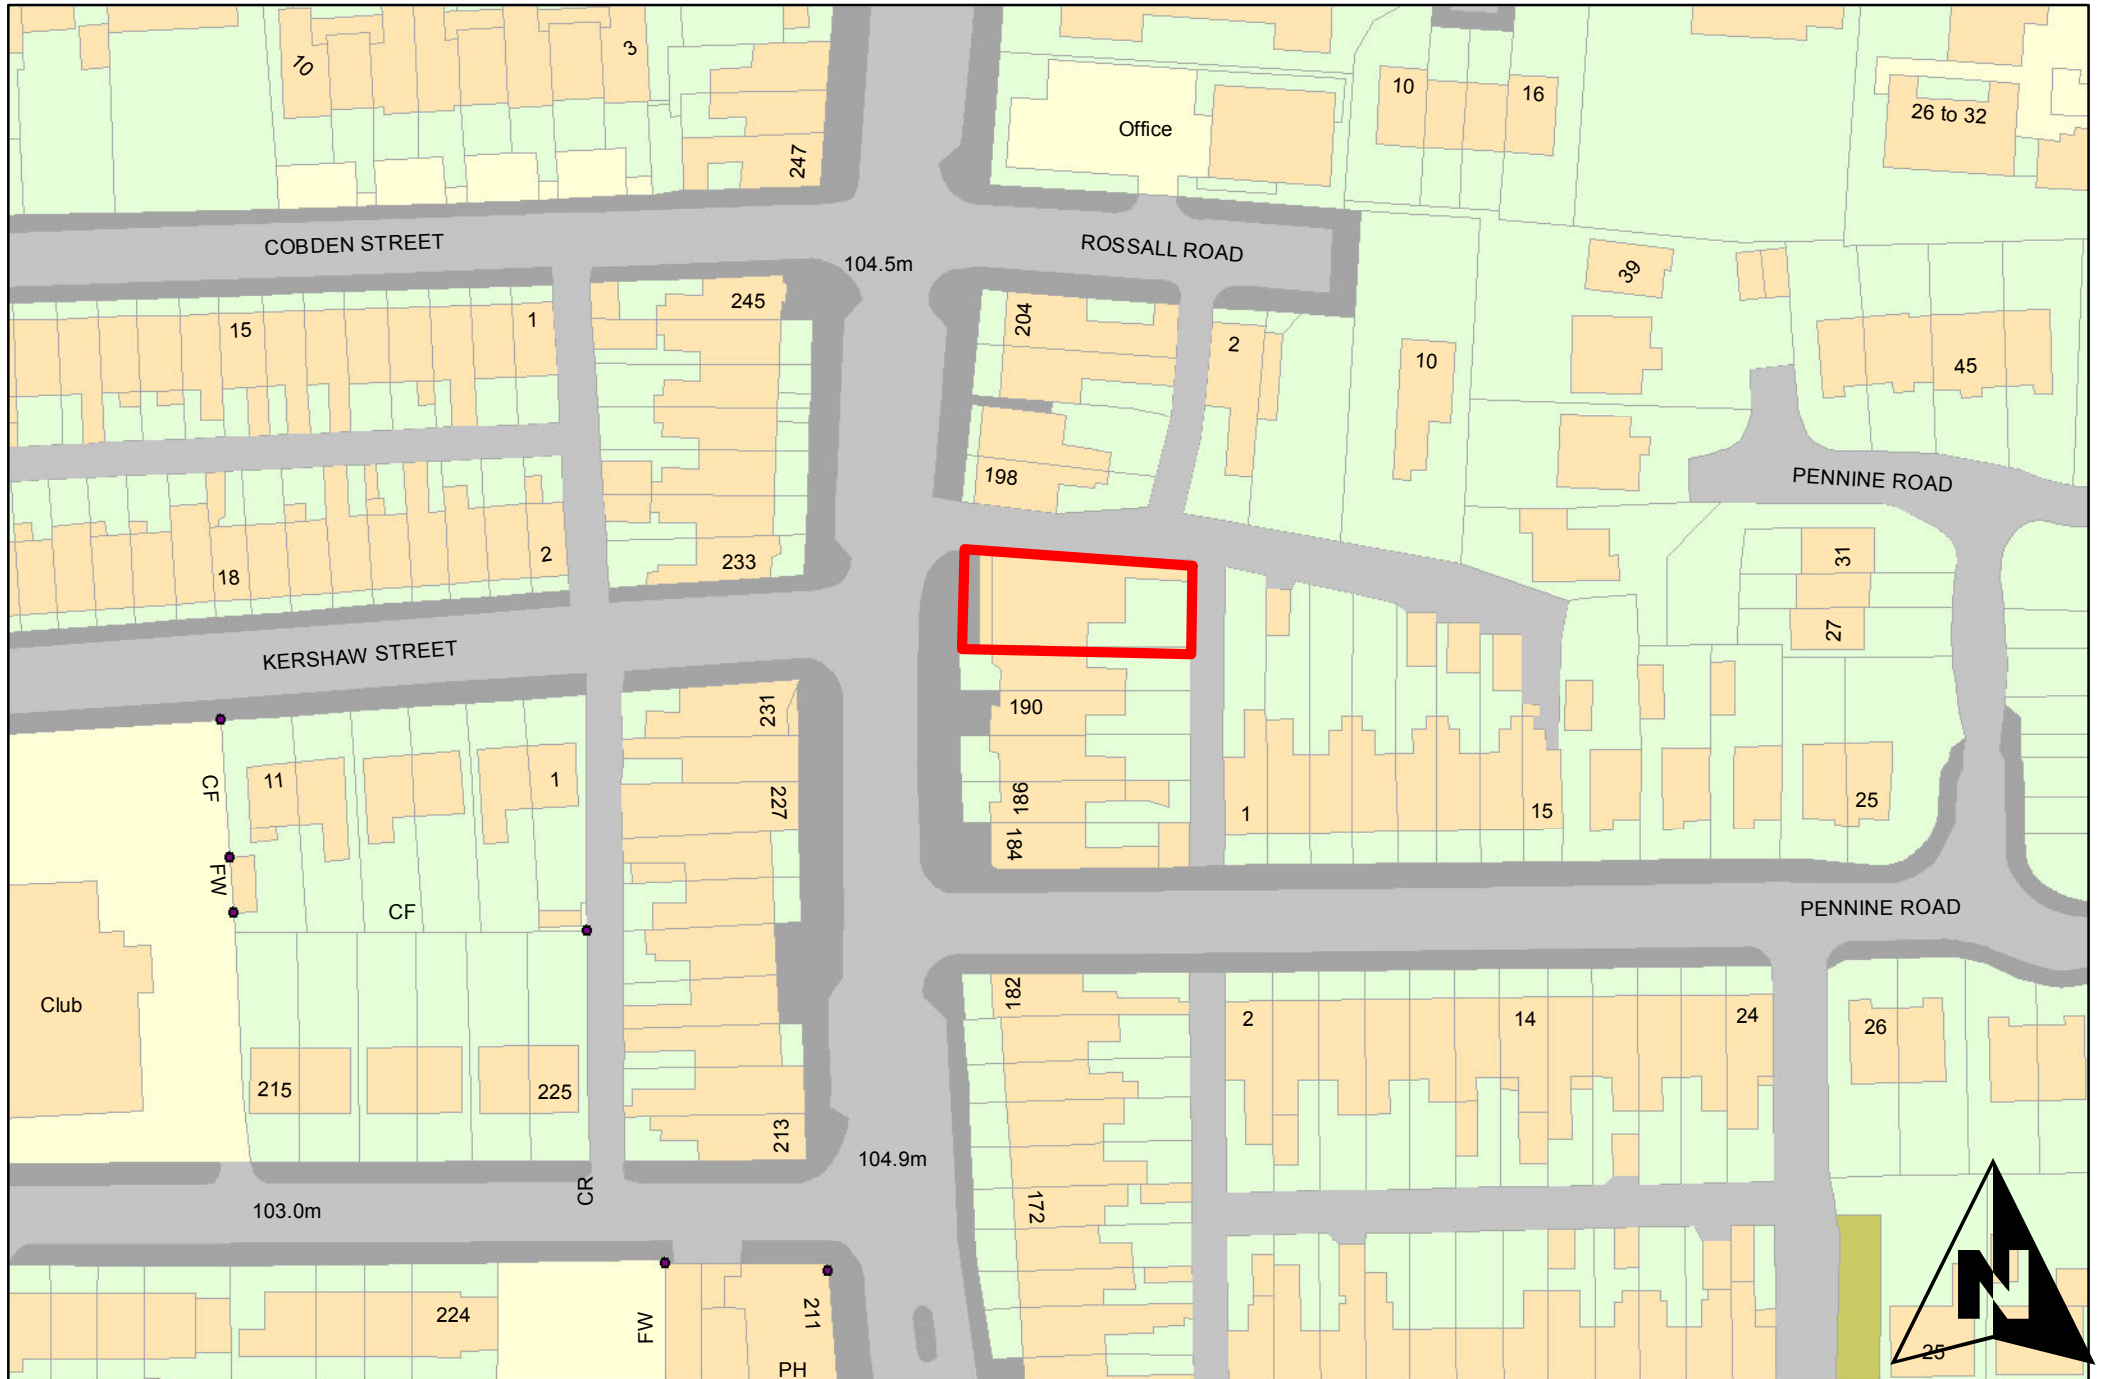 10
3
247
Office
10
16
26 to 32
COBDEN STREET
104.5m
ROSSALL ROAD
39
245
204
15
1
2
10
45
198
PENNINE ROAD
18
2
233
31
27
KERSHAW STREET
231
190
CF
11
1
227
186
184
1
15
25
FW
CF
PENNINE ROAD
Club
182
2
14
24
26
215
225
213
104.9m
CR
103.0m
172
224
FW
211
PH
25
N